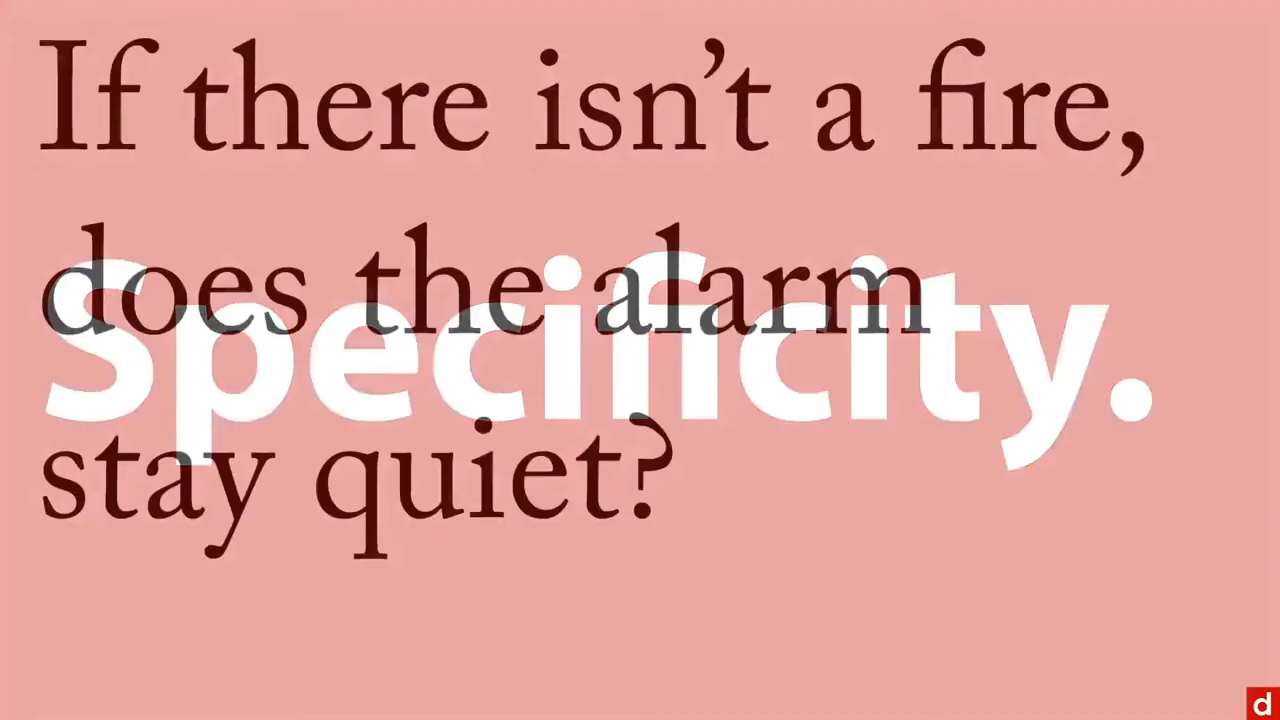 If there isn’t a fire,
does the alarm
Specificity.
stay quiet?
d